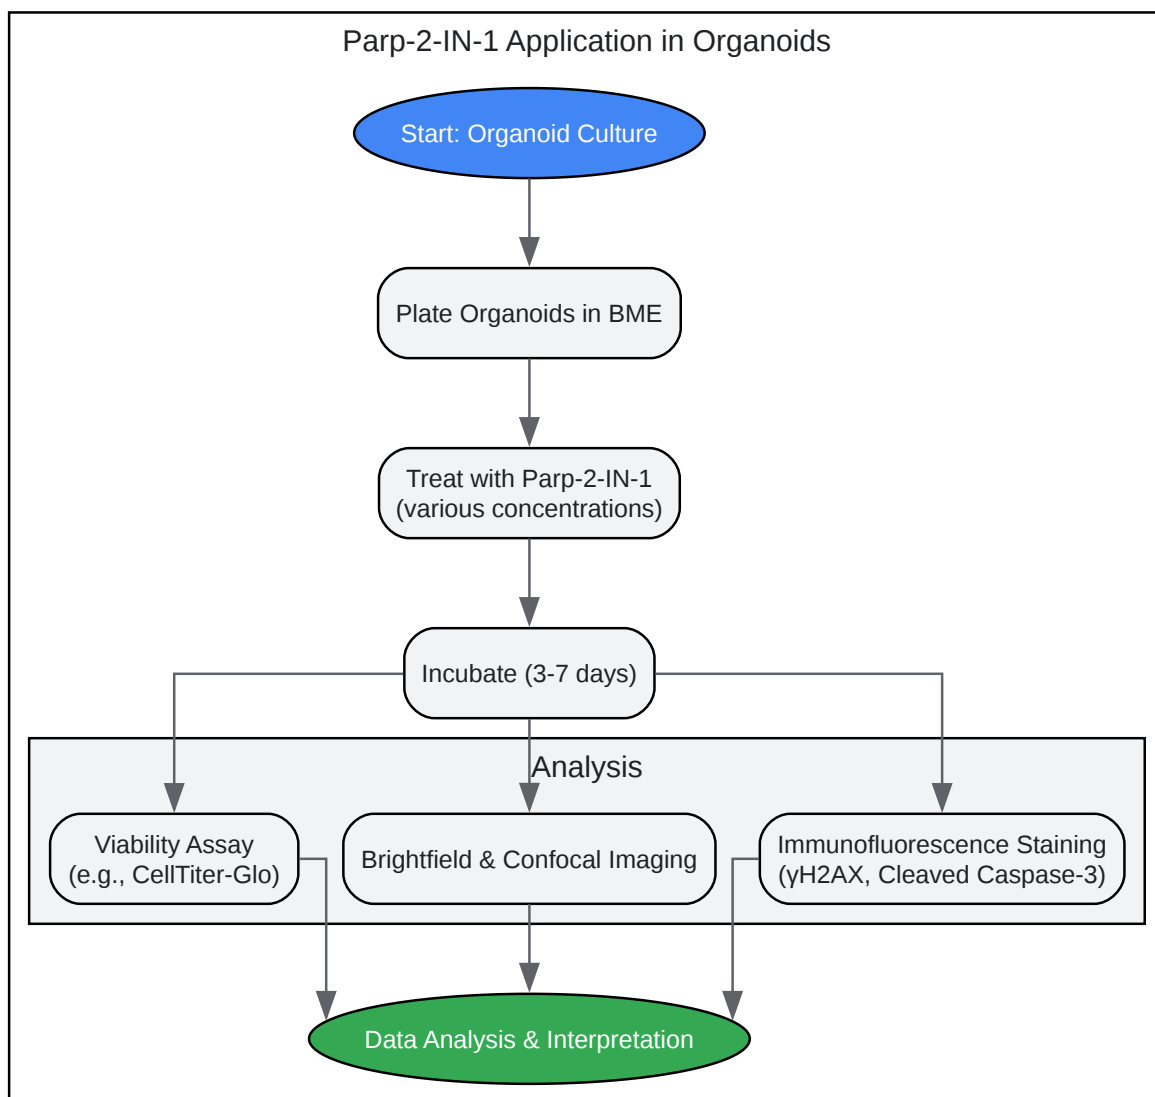 Parp-2-IN-1 Application in Organoids
Start: Organoid Culture
Plate Organoids in BME
Treat with Parp-2-IN-1
(various concentrations)
Incubate (3-7 days)
Analysis
Viability Assay
(e.g., CellTiter-Glo)
Brightfield & Confocal Imaging
Immunofluorescence Staining
(γH2AX, Cleaved Caspase-3)
Data Analysis & Interpretation